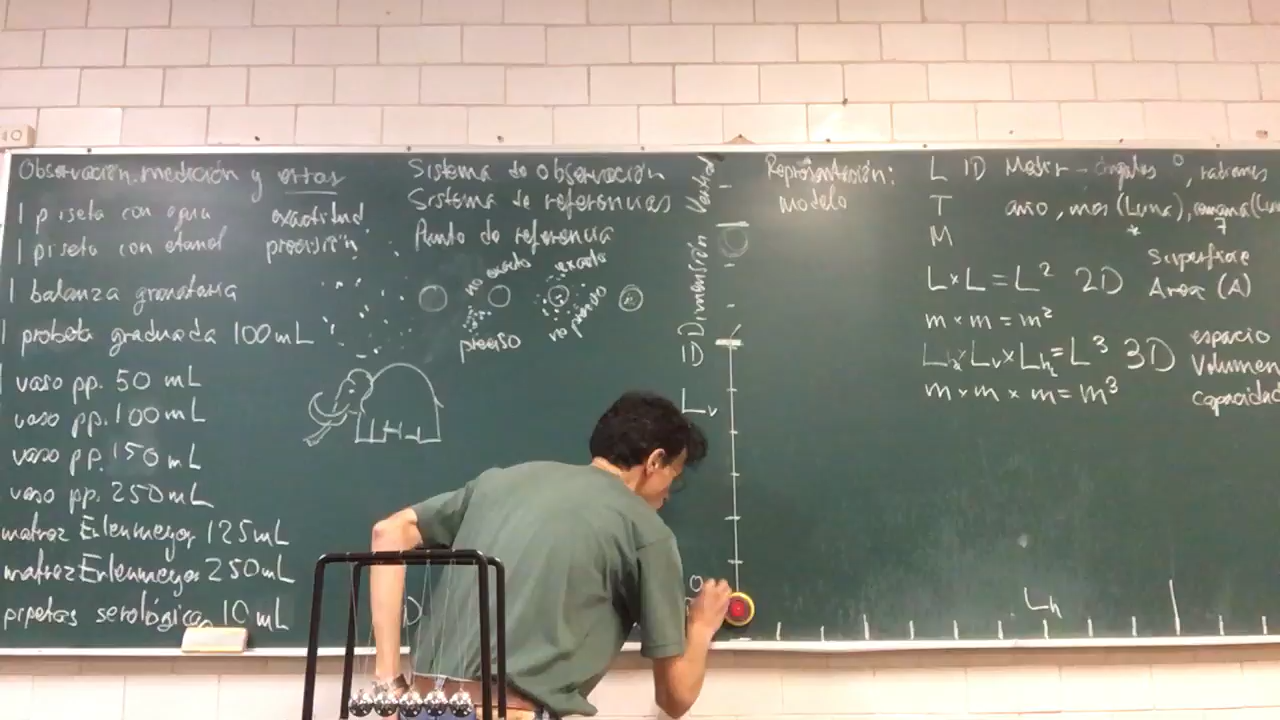 Observación, medición y errores
1 piseta con agua
1 piseta con etanol
exactitud
precisión
1 balanza granataria
1 probeta graduada 100 mL
vaso pp. 50 mL
vaso pp. 100 mL
vaso pp. 150 mL
vaso pp. 250 mL
matraz Erlenmeyer 125 mL
matraz Erlenmeyer 250 mL
pipetas serológica 10 mL
Sistema de observación
Sistema de referencias
Punto de referencia
no exacto
preciso
exacto
no preciso
1D Dimensión Vertical
Lv
0
Representación:
modelo
L 1D Medir - ángulos °, radianes
T año, mes (Luna), semana
* 7
M
L×L = L² 2D
Superficie
Área (A)
m × m = m²
×Lv×Lh = L³ 3D
m × m × m = m³
espacio
Volumen
capacidad
Lh